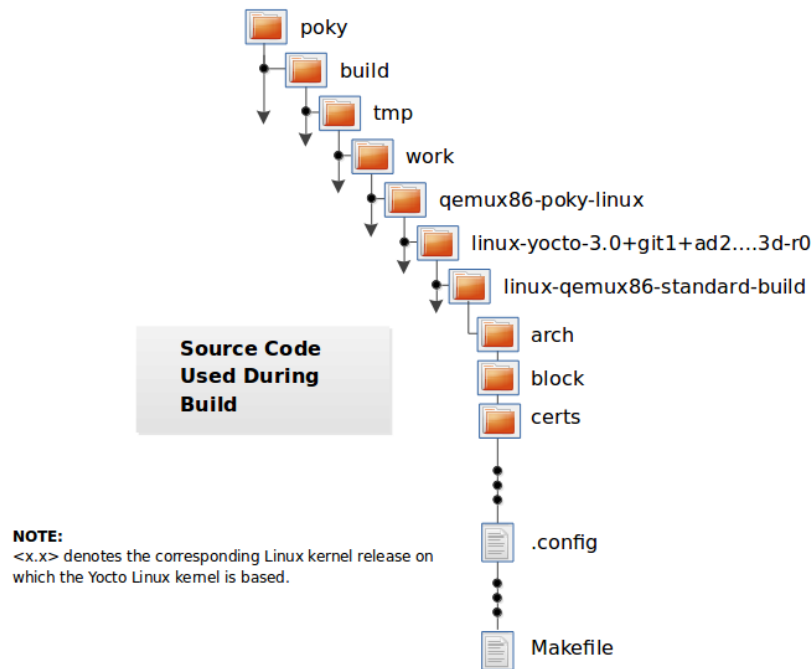 poky
build
tmp
work
qemux86-poky-linux
linux-yocto-3.0+git1+ad2....3d-r0
linux-qemux86-standard-build
arch
block
certs
Source Code
Used During
Build
.config
Makefile
NOTE:
<x.x> denotes the corresponding Linux kernel release on
which the Yocto Linux kernel is based.